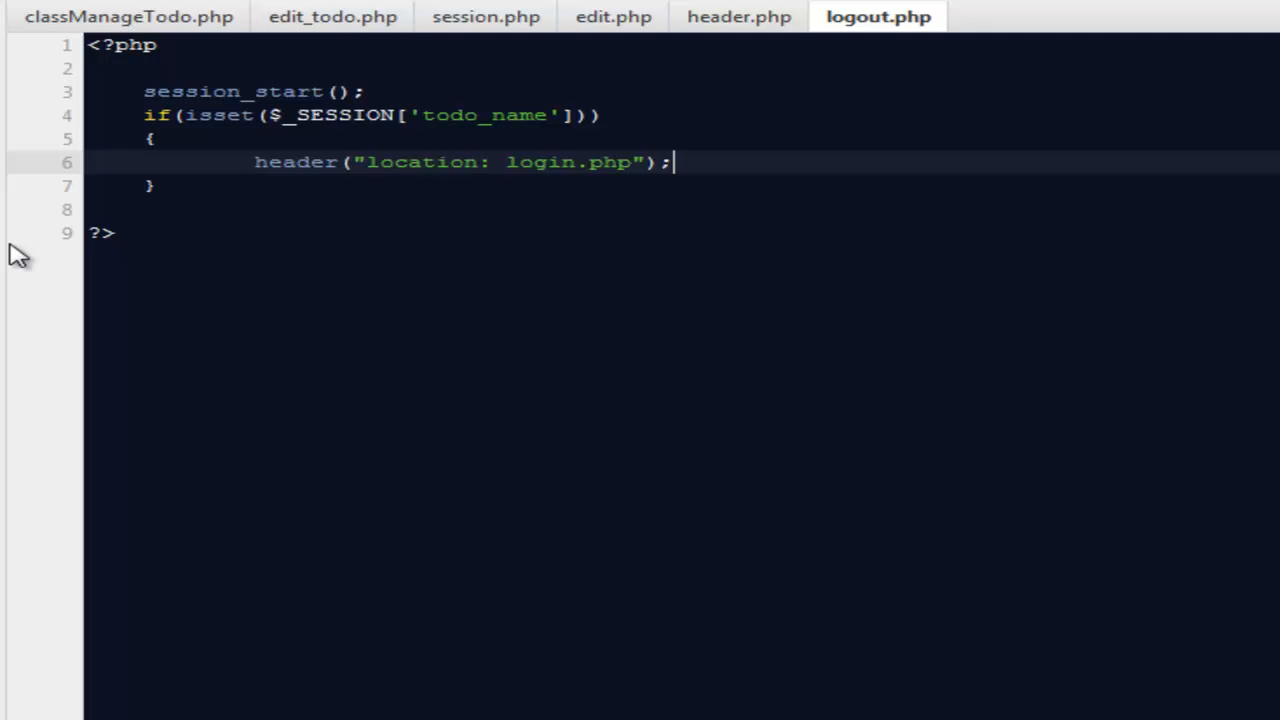 classManageTodo.php edit_todo.php session.php edit.php header.php logout.php
1 <?php
2
3 session_start();
4 if(isset($_SESSION['todo_name']))
5 {
6 header("location: login.php");
7 }
8
9 ?>